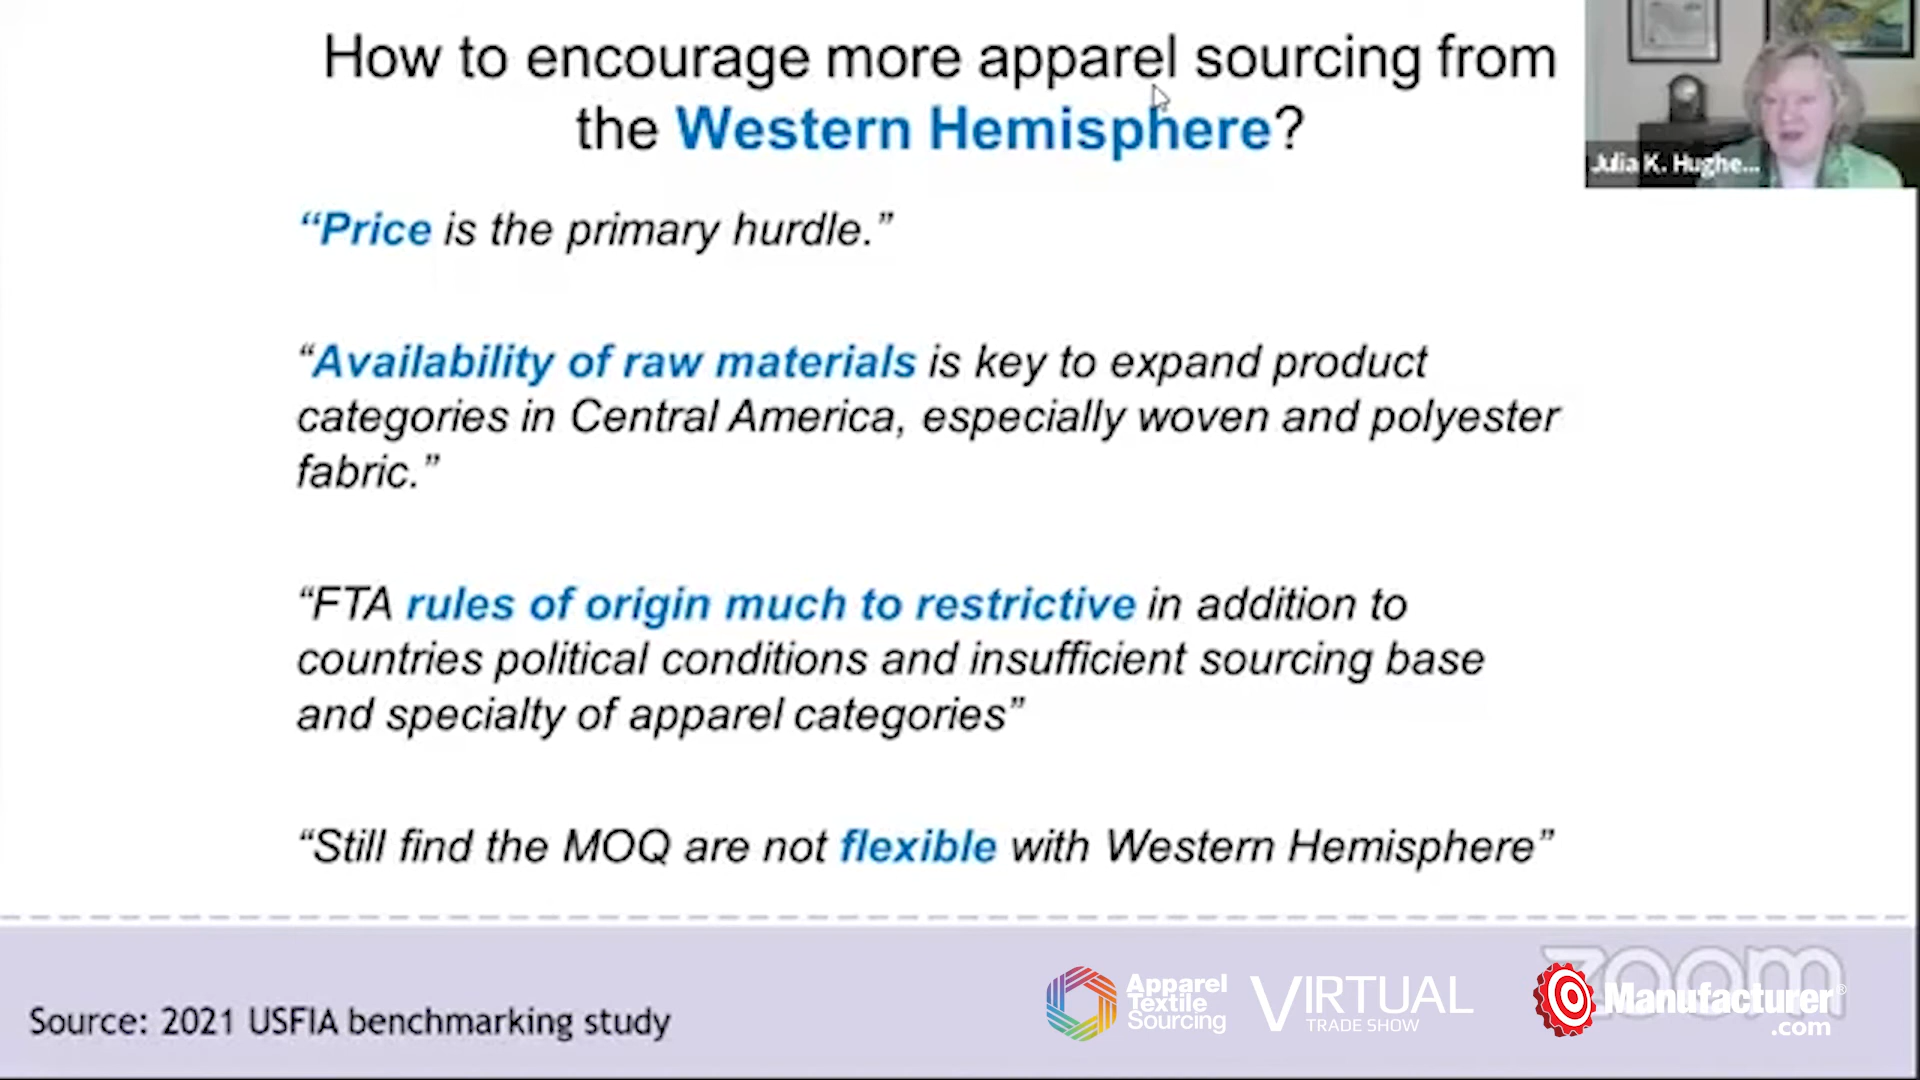 How to encourage more apparel sourcing from
the Western Hemisphere?
Julia K. Hughe...
“Price is the primary hurdle.”
“Availability of raw materials is key to expand product
categories in Central America, especially woven and polyester
fabric.”
“FTA rules of origin much to restrictive in addition to
countries political conditions and insufficient sourcing base
and specialty of apparel categories”
“Still find the MOQ are not flexible with Western Hemisphere”
zoom
Source: 2021 USFIA benchmarking study
Apparel
Textile
Sourcing
VIRTUAL
TRADE SHOW
Manufacturer®
.com